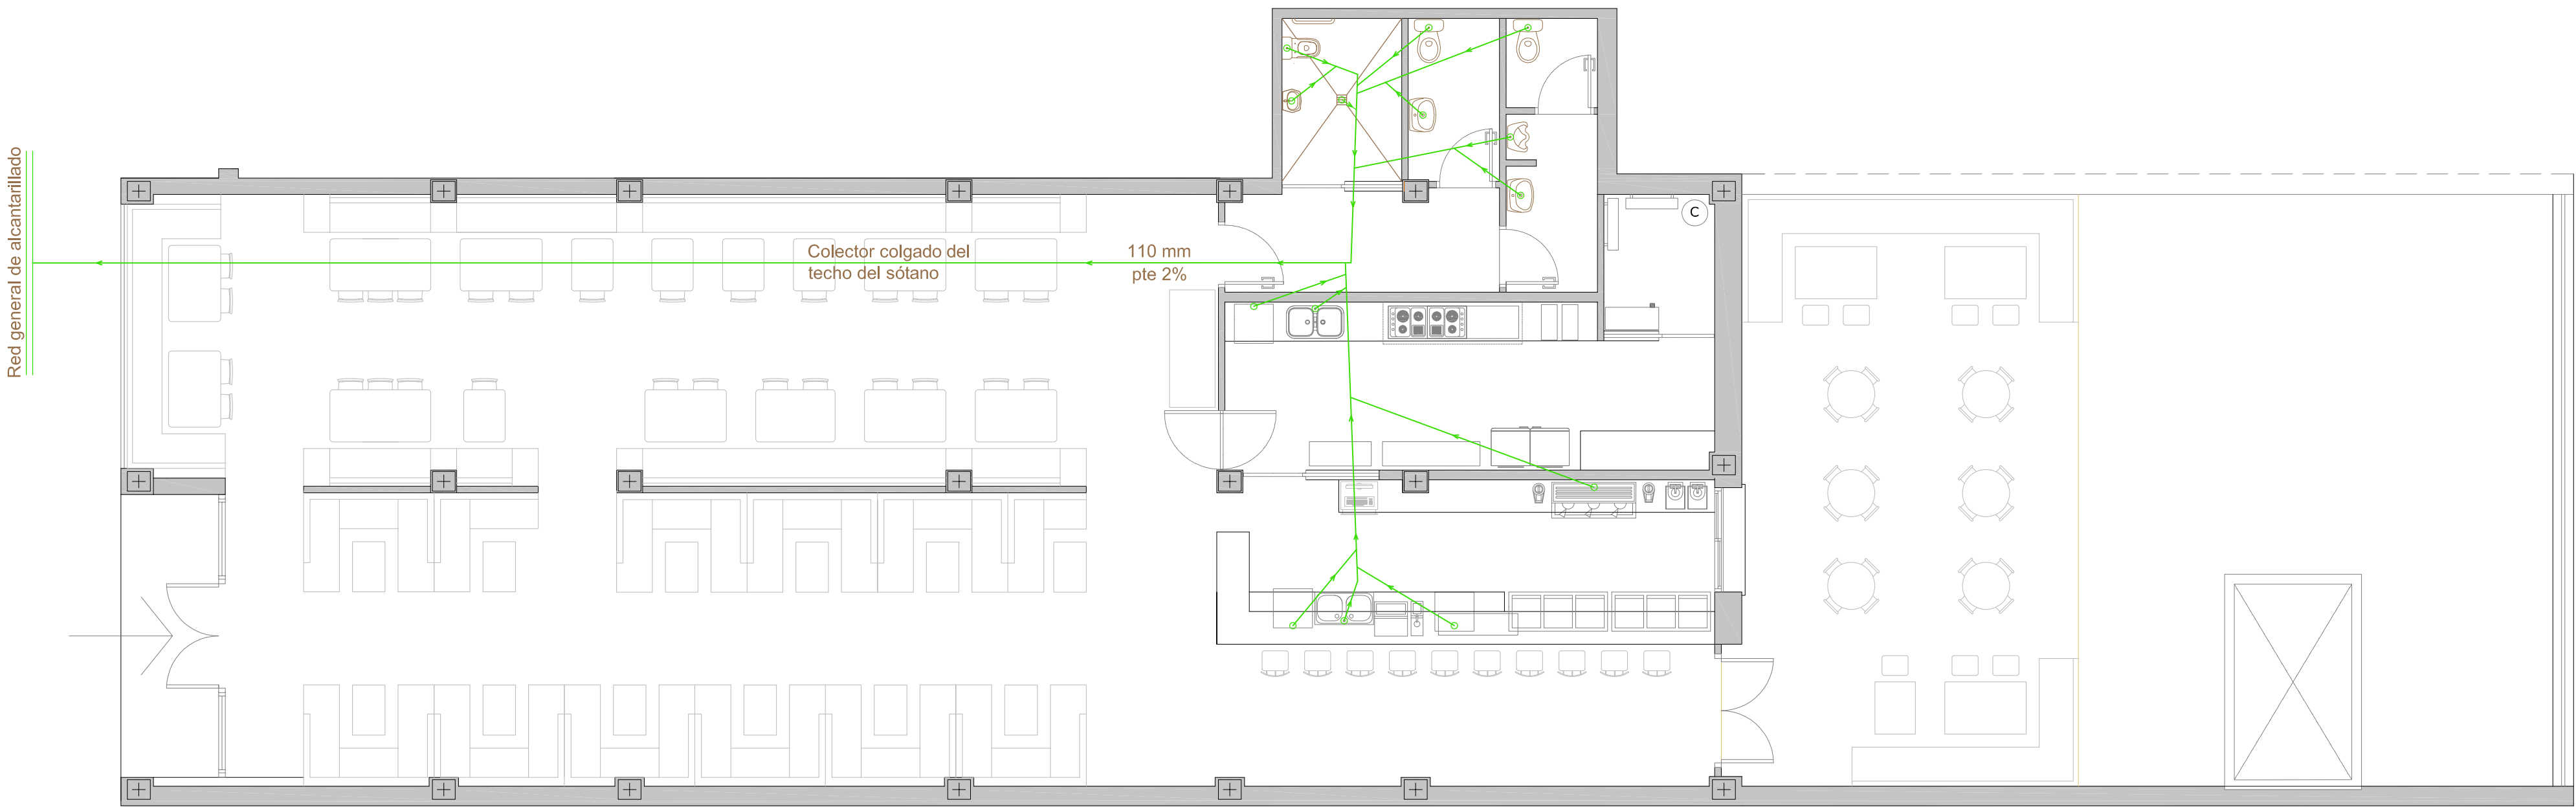 Red general de alcantarillado
Colector colgado del
techo del sótano
110 mm
pte 2%
C